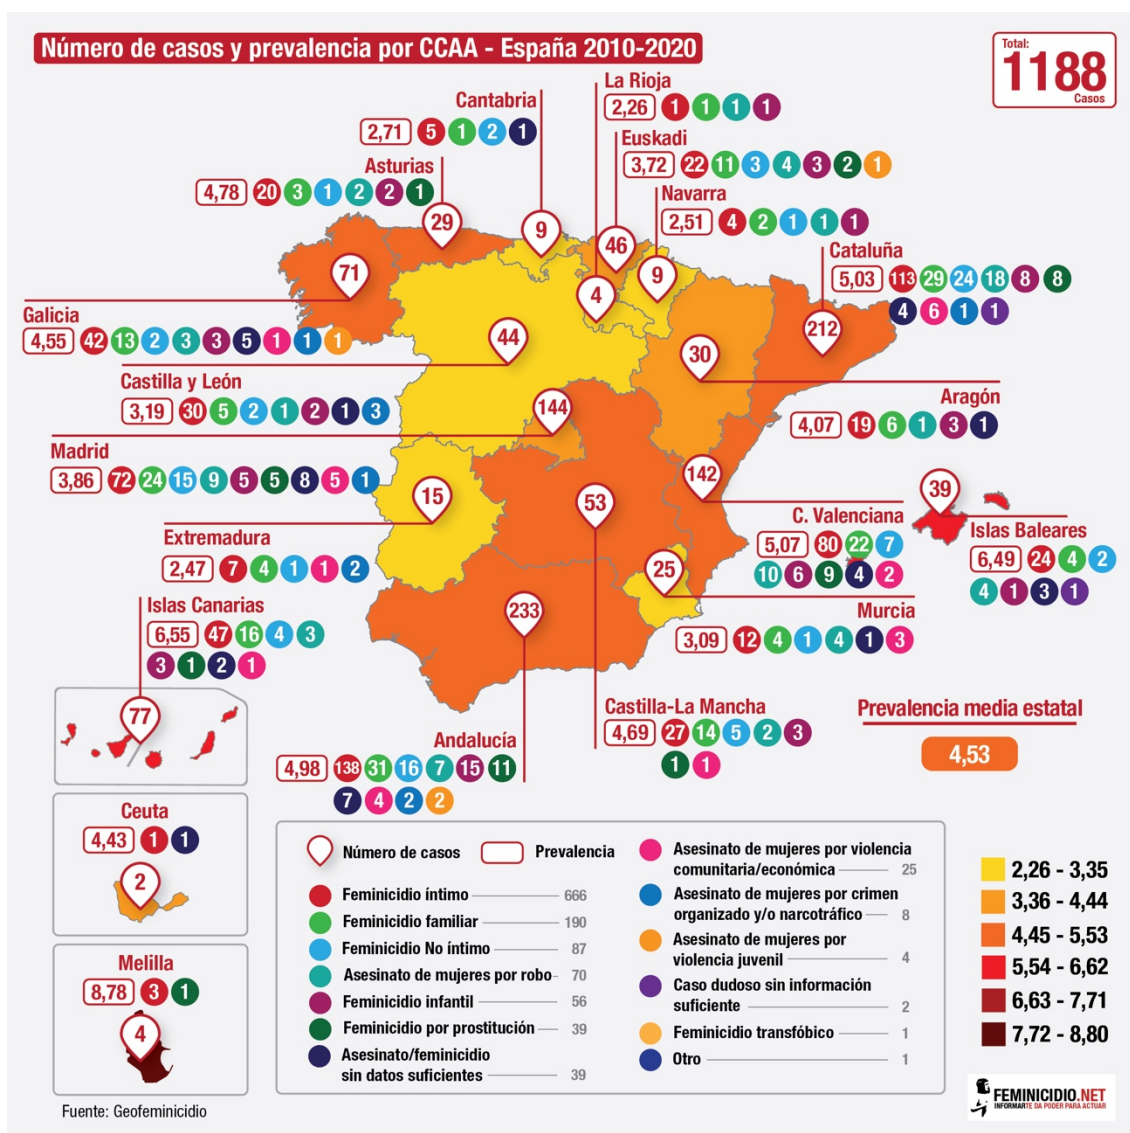 Número de casos y prevalencia por CCAA - España 2010-2020
Total:
1188
Casos
La Rioja
2,26 1 1 1 1
Cantabria
2,71 5 1 2 1
Euskadi
3,72 22 11 3 4 3 2 1
Asturias
4,78 20 3 1 2 2 1
Navarra
2,51 4 2 1 1 1
Cataluña
5,03 113 29 24 18 8 8
4 6 1 1
29
9
46
9
71
4
212
44
30
144
142
39
15
53
25
233
77
Galicia
4,55 42 13 2 3 3 5 1 1 1
Castilla y León
3,19 30 5 2 1 2 1 3
Aragón
4,07 19 6 1 3 1
Madrid
3,86 72 24 15 9 5 5 8 5 1
C. Valenciana
5,07 80 22 7
10 6 9 4 2
Islas Baleares
6,49 24 4 2
4 1 3 1
Extremadura
2,47 7 4 1 1 2
Islas Canarias
6,55 47 16 4 3
3 1 2 1
Murcia
3,09 12 4 1 4 1 3
Castilla-La Mancha
4,69 27 14 5 2 3
1 1
Prevalencia media estatal
4,53
Andalucía
4,98 138 31 16 7 15 11
7 4 2 2
Ceuta
4,43 1 1
2
Melilla
8,78 3 1
4
Número de casos
Prevalencia
Feminicidio íntimo 666
Feminicidio familiar 190
Feminicidio No íntimo 87
Asesinato de mujeres por robo 70
Feminicidio infantil 56
Feminicidio por prostitución 39
Asesinato/feminicidio
sin datos suficientes 39
Asesinato de mujeres por violencia
comunitaria/económica 25
Asesinato de mujeres por crimen
organizado y/o narcotráfico 8
Asesinato de mujeres por
violencia juvenil 4
Caso dudoso sin información
suficiente 2
Feminicidio transfóbico 1
Otro 1
2,26 - 3,35
3,36 - 4,44
4,45 - 5,53
5,54 - 6,62
6,63 - 7,71
7,72 - 8,80
Fuente: Geofeminicidio
FEMINICIDIO.NET
INFORMARTE DA PODER PARA ACTUAR